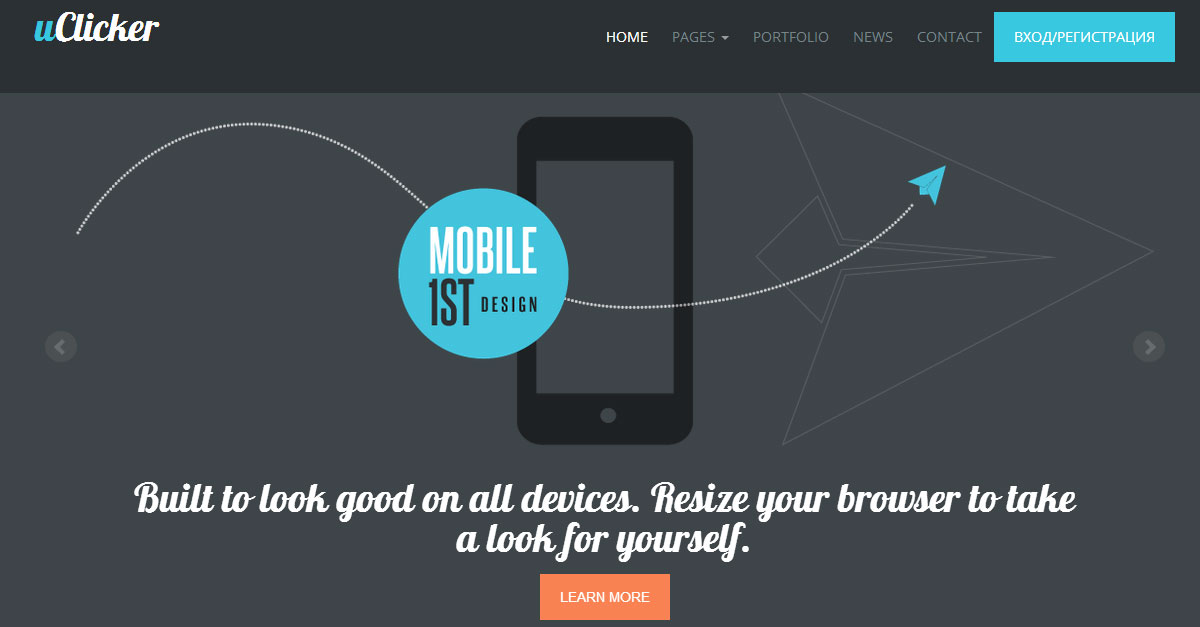 uClicker
HOME PAGES PORTFOLIO NEWS CONTACT ВХОД/РЕГИСТРАЦИЯ
MOBILE
1ST DESIGN
Built to look good on all devices. Resize your browser to take
a look for yourself.
LEARN MORE